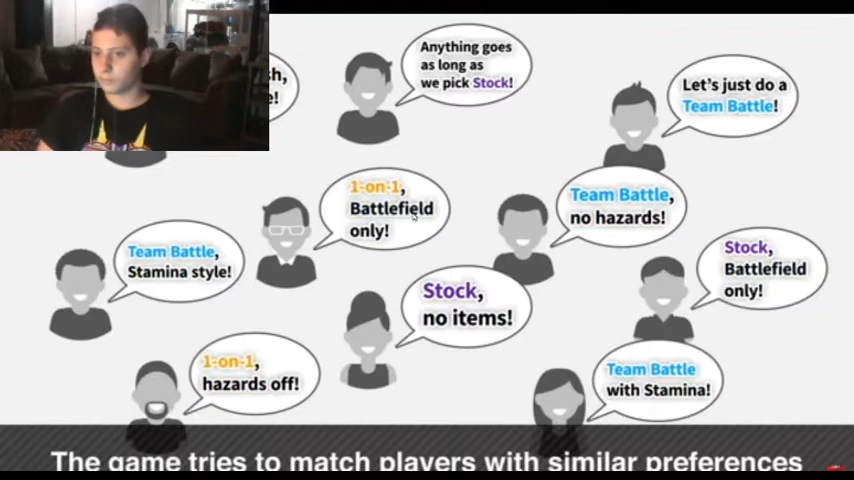 Anything goes
as long as
we pick Stock!
Let's just do a
Team Battle!
1-on-1,
Battlefield
only!
Team Battle,
no hazards!
Team Battle,
Stamina style!
Stock,
Battlefield
only!
Stock,
no items!
1-on-1,
hazards off!
Team Battle
with Stamina!
The game tries to match players with similar preferences